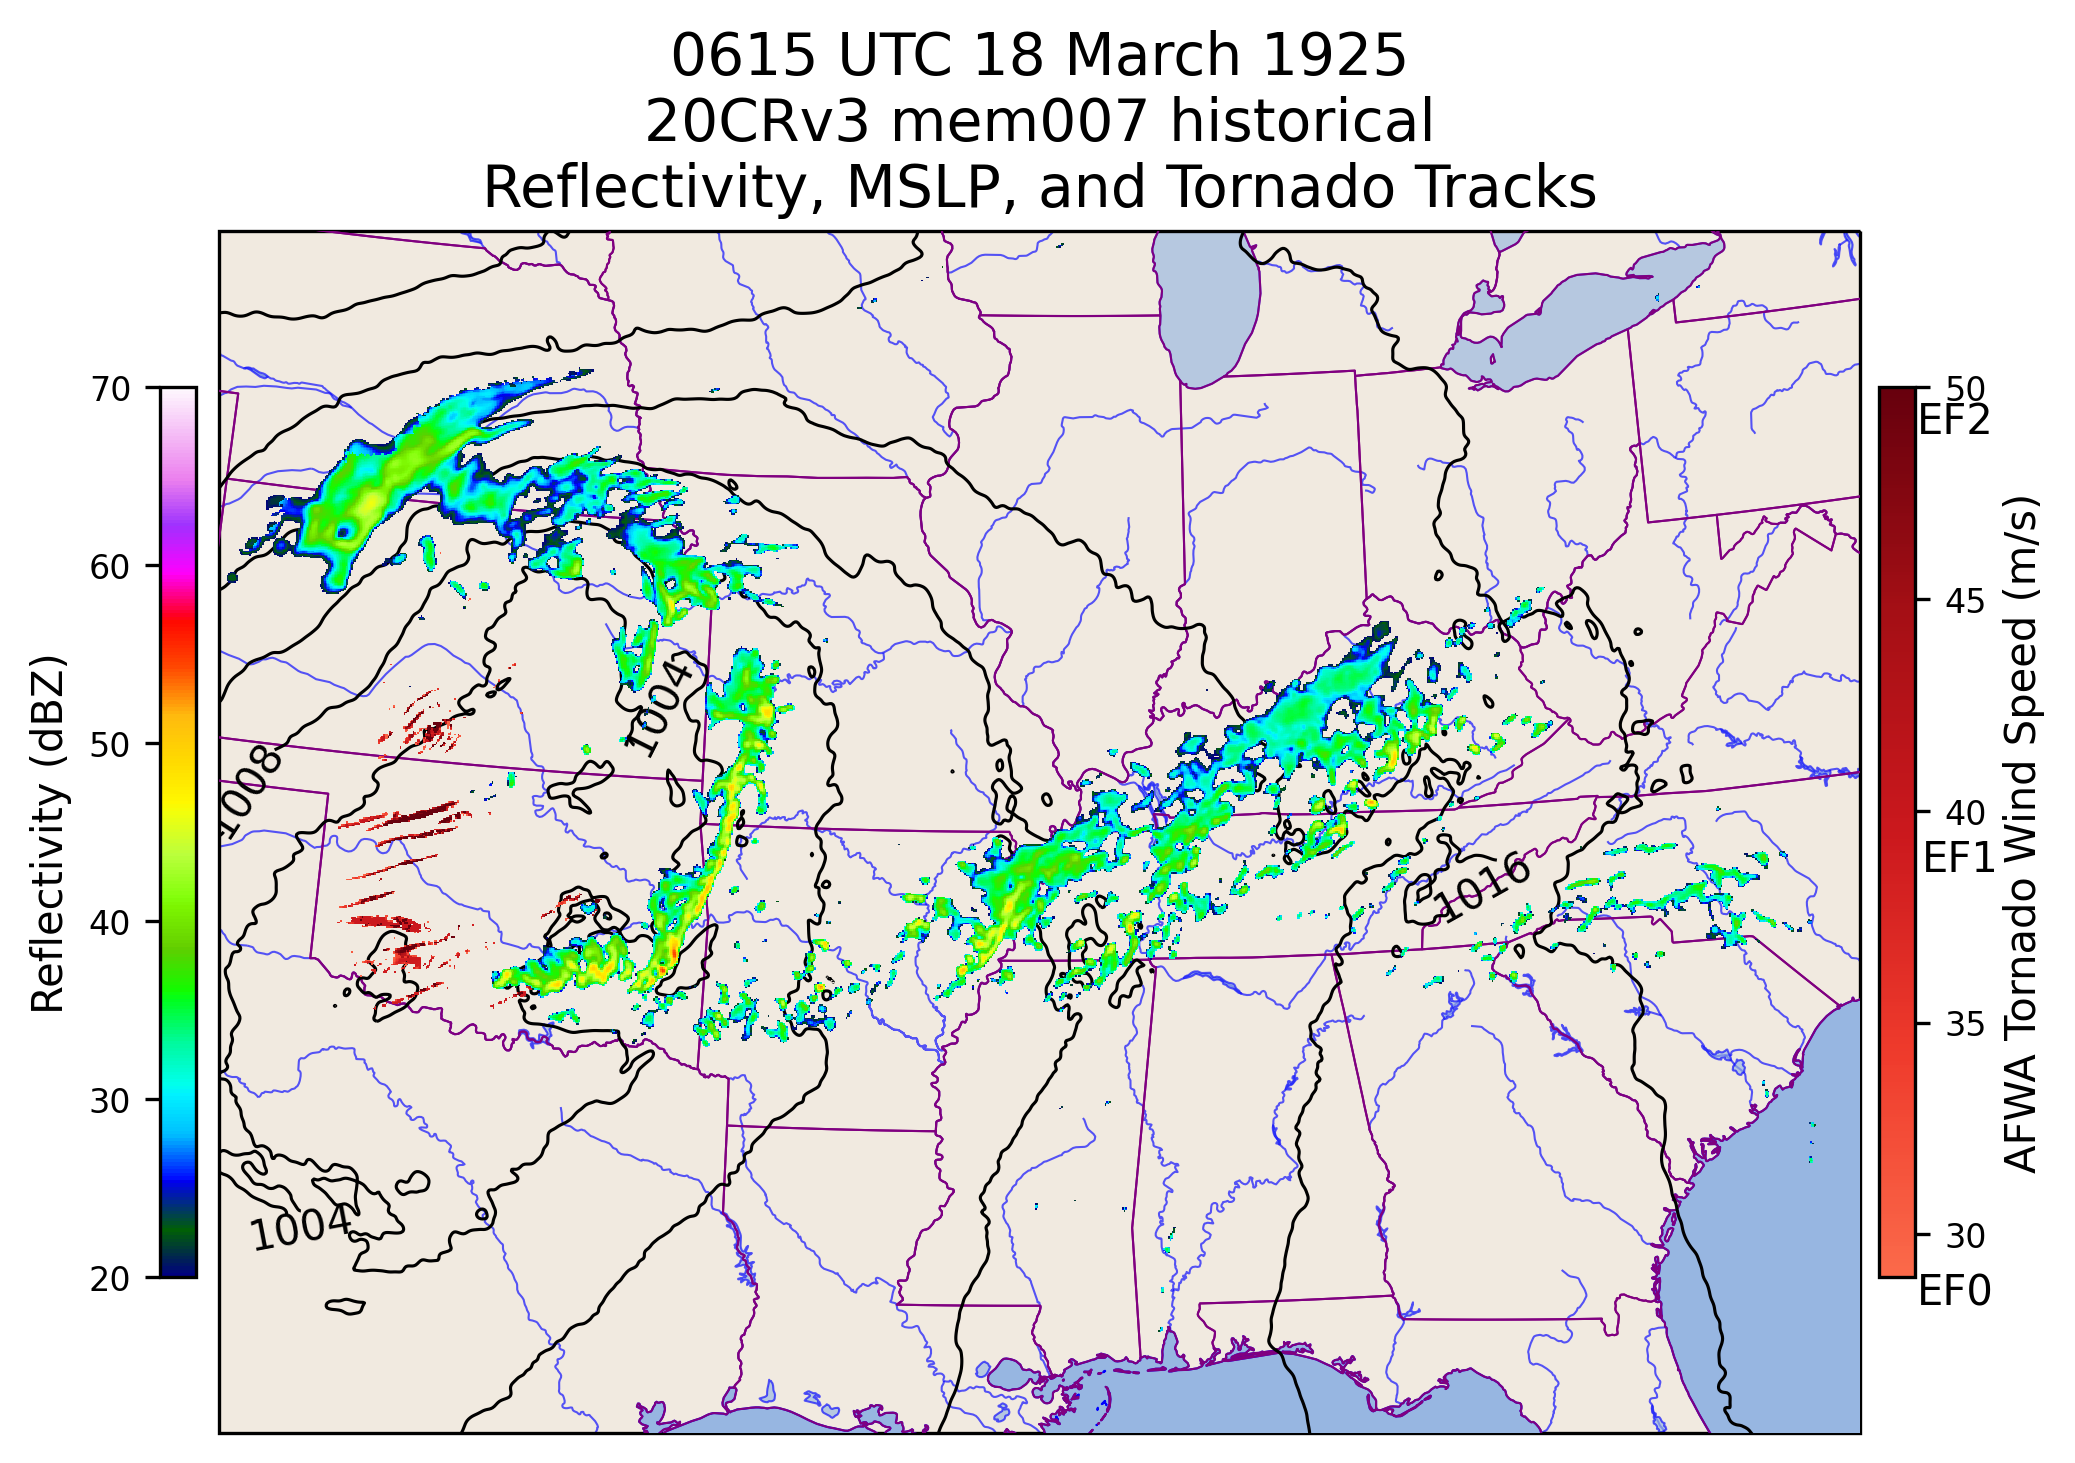 0615 UTC 18 March 1925
20CRv3 mem007 historical
Reflectivity, MSLP, and Tornado Tracks
70
60
50
40
30
20
Reflectivity (dBZ)
1004
1008
1016
1004
50
EF2
45
40
EF1
35
30
EF0
AFWA Tornado Wind Speed (m/s)